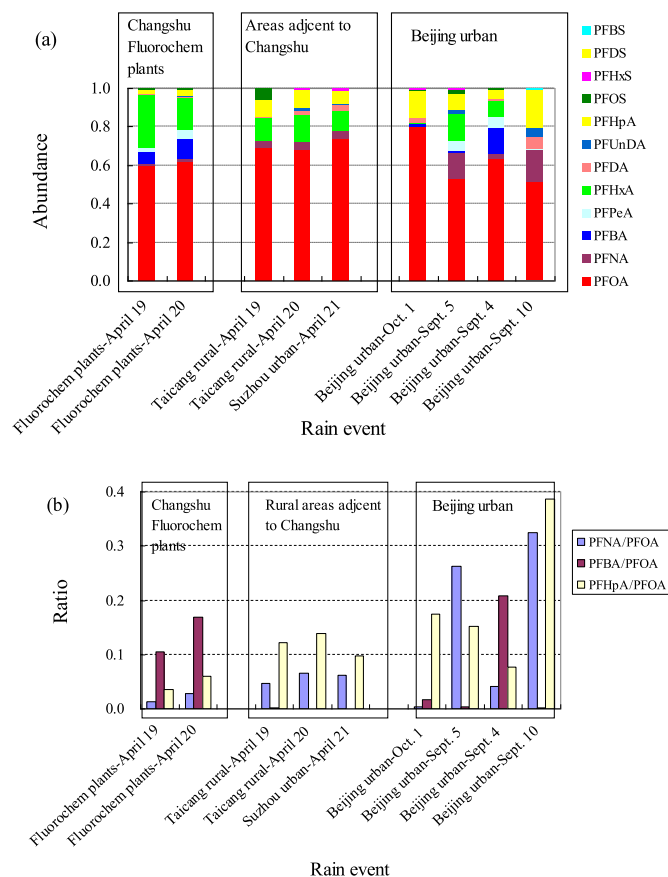 (a)
Changshu
Fluorochem
plants
Areas adjcent to
Changshu
Beijing urban
Abundance
1.0
0.8
0.6
0.4
0.2
0.0
Fluorochem plants-April 19
Fluorochem plants-April 20
Taicang rural-April 19
Taicang rural-April 20
Suzhou urban-April 21
Beijing urban-Oct. 1
Beijing urban-Sept. 5
Beijing urban-Sept. 4
Beijing urban-Sept. 10
Rain event
PFBS
PFDS
PFHxS
PFOS
PFHpA
PFUnDA
PFDA
PFHxA
PFPeA
PFBA
PFNA
PFOA
(b)
Changshu
Fluorochem
plants
Rural areas adjcent
to Changshu
Beijing urban
Ratio
0.4
0.3
0.2
0.1
0.0
Fluorochem plants-April 19
Fluorochem plants-April 20
Taicang rural-April 19
Taicang rural-April 20
Suzhou urban-April 21
Beijing urban-Oct. 1
Beijing urban-Sept. 5
Beijing urban-Sept. 4
Beijing urban-Sept. 10
Rain event
PFNA/PFOA
PFBA/PFOA
PFHpA/PFOA